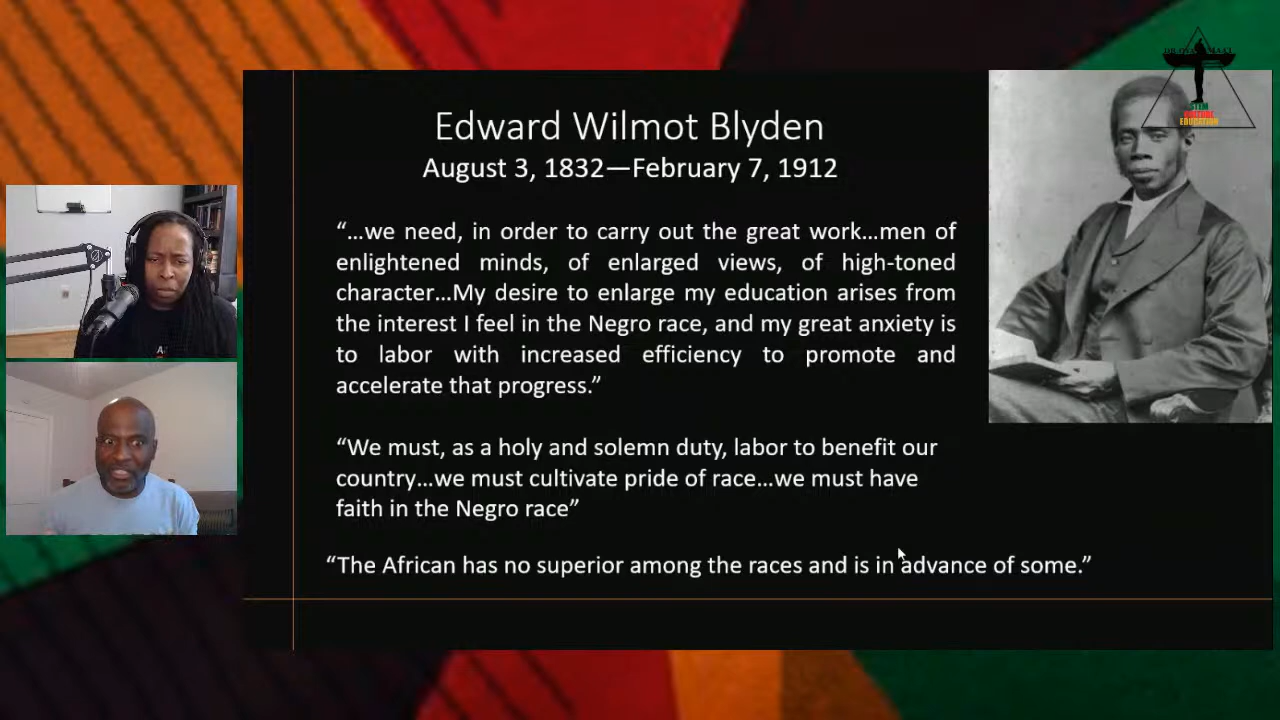 Edward Wilmot Blyden
August 3, 1832—February 7, 1912
“...we need, in order to carry out the great work...men of
enlightened minds, of enlarged views, of high-toned
character...My desire to enlarge my education arises from
the interest I feel in the Negro race, and my great anxiety is
to labor with increased efficiency to promote and
accelerate that progress.”
“We must, as a holy and solemn duty, labor to benefit our
country...we must cultivate pride of race...we must have
faith in the Negro race”
“The African has no superior among the races and is in advance of some.”
STEM
CULTURE
EDUCATION